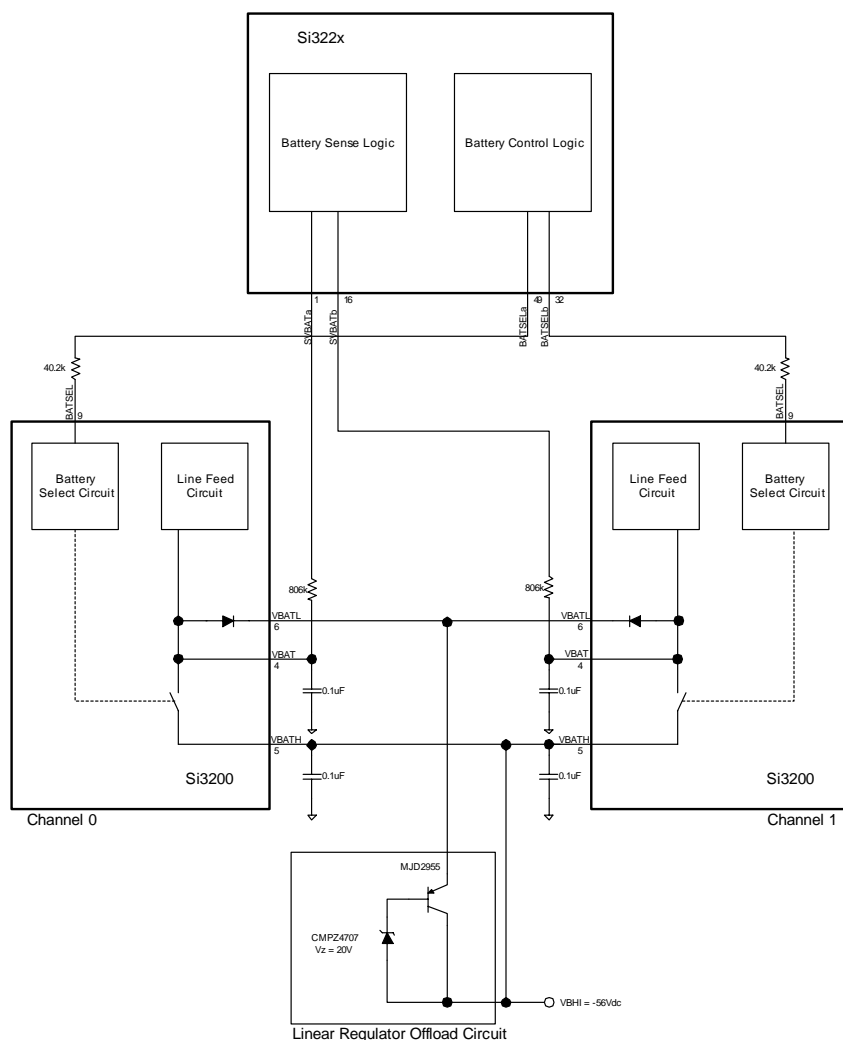 Si322x
Battery Sense Logic
Battery Control Logic
1
16
49
32
SVBATa
SVBATb
BATSELa
BATSELb
40.2k
40.2k
BATSEL
9
BATSEL
9
Battery
Select Circuit
Line Feed
Circuit
Line Feed
Circuit
Battery
Select Circuit
806k
806k
VBATL
6
VBATL
6
VBAT
4
VBAT
4
0.1uF
0.1uF
VBATH
5
VBATH
5
0.1uF
0.1uF
Si3200
Si3200
Channel 0
Channel 1
MJD2955
CMPZ4707
Vz = 20V
VBHI = -56Vdc
Linear Regulator Offload Circuit